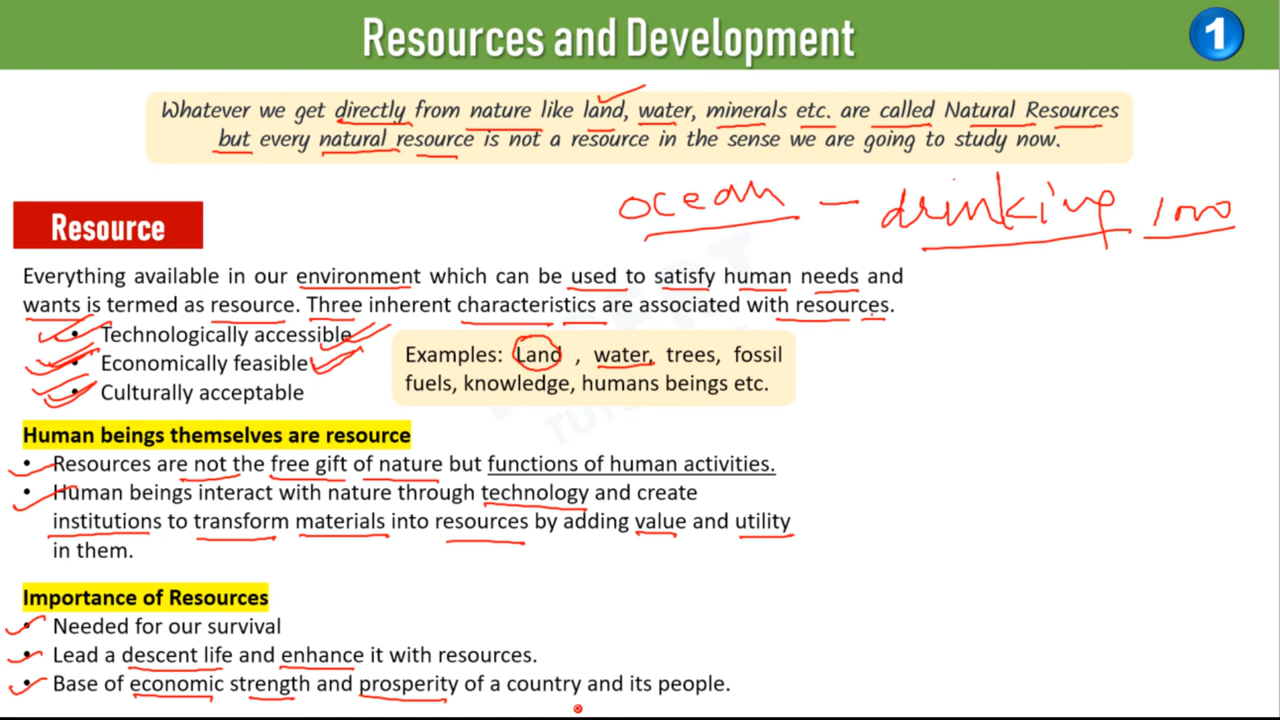 Resources and Development
1
Whatever we get directly from nature like land, water, minerals etc. are called Natural Resources
but every natural resource is not a resource in the sense we are going to study now.
ocean - drinking 1000
Resource
Everything available in our environment which can be used to satisfy human needs and
wants is termed as resource. Three inherent characteristics are associated with resources.
• Technologically accessible
• Economically feasible
• Culturally acceptable
Examples: Land , water, trees, fossil
fuels, knowledge, humans beings etc.
Human beings themselves are resource
• Resources are not the free gift of nature but functions of human activities.
• Human beings interact with nature through technology and create
institutions to transform materials into resources by adding value and utility
in them.
Importance of Resources
• Needed for our survival
• Lead a descent life and enhance it with resources.
• Base of economic strength and prosperity of a country and its people.